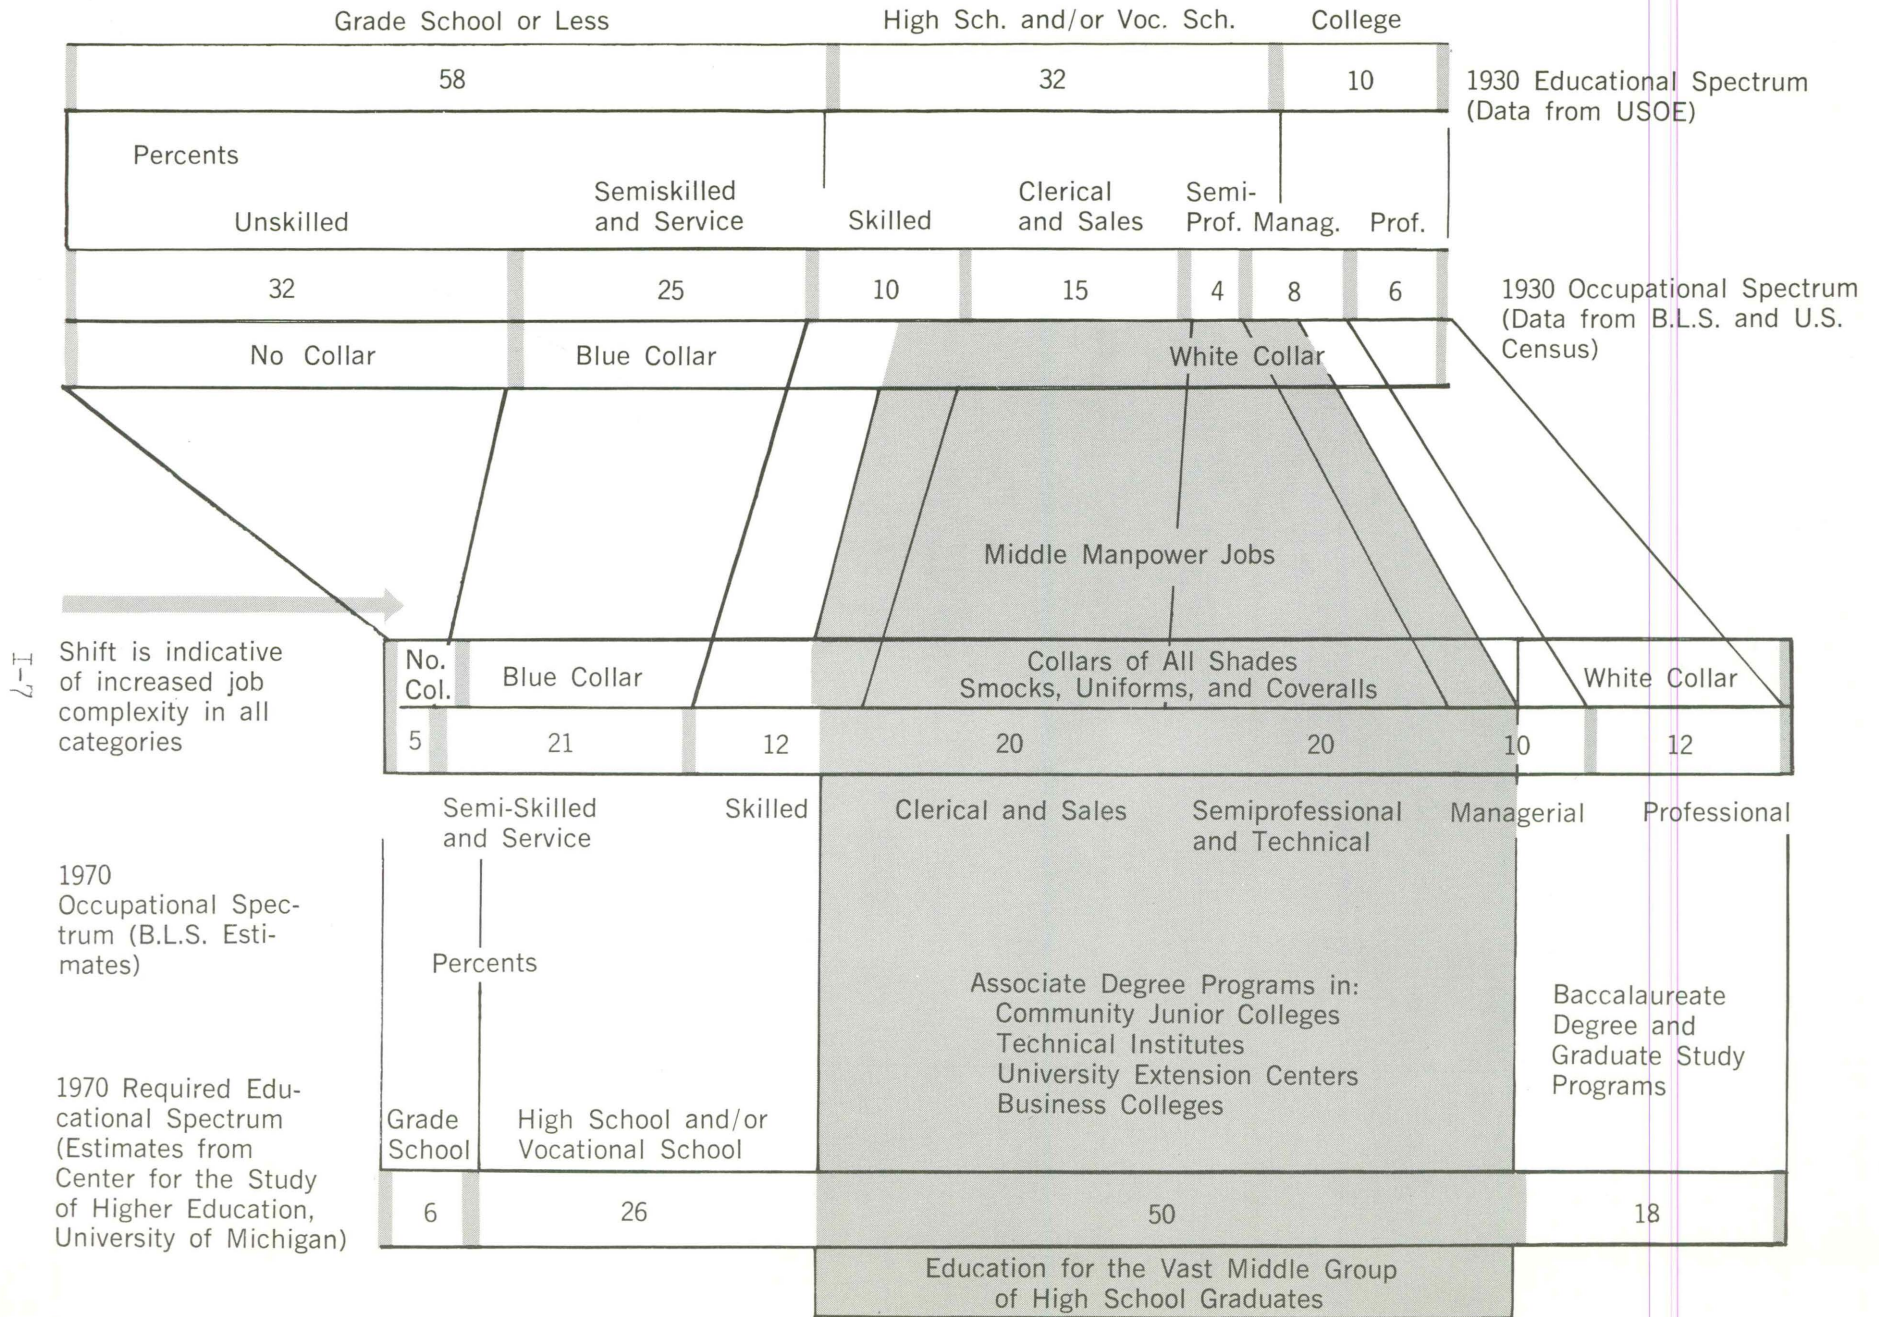 Grade School or Less High Sch. and/or Voc. Sch. College
58 32 10
1930 Educational Spectrum
(Data from USOE)
Percents
Unskilled
Semiskilled
and Service
Skilled
Clerical
and Sales
Semi-
Prof. Manag. Prof.
32 25 10 15 4 8 6
1930 Occupational Spectrum
(Data from B.L.S. and U.S.
Census)
No Collar Blue Collar White Collar
Middle Manpower Jobs
I-7
Shift is indicative
of increased job
complexity in all
categories
No.
Col.
Blue Collar
Collars of All Shades
Smocks, Uniforms, and Coveralls
White Collar
5 21 12 20 20 10 12
Semi-Skilled
and Service
Skilled
Clerical and Sales
Semiprofessional
and Technical
Managerial
Professional
1970
Occupational Spec-
trum (B.L.S. Esti-
mates)
Percents
Associate Degree Programs in:
Community Junior Colleges
Technical Institutes
University Extension Centers
Business Colleges
Baccalaureate
Degree and
Graduate Study
Programs
1970 Required Edu-
cational Spectrum
(Estimates from
Center for the Study
of Higher Education,
University of Michigan)
Grade
School
High School and/or
Vocational School
6 26 50 18
Education for the Vast Middle Group
of High School Graduates